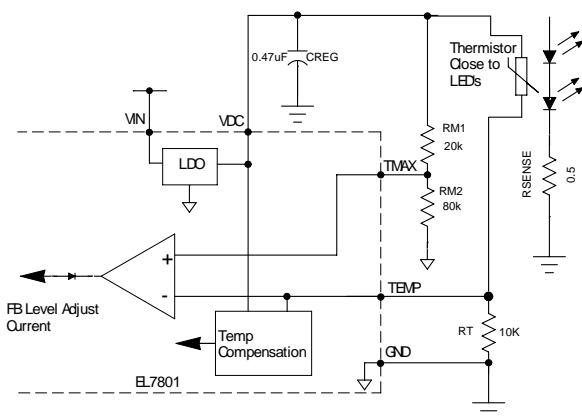 0.47uF CREG
Thermistor
Close to
LED's
VIN
VDC
LDO
RM1
20k
TMAX
RM2
80k
RSENSE
0.5
+
-
FB Level Adjust
Current
TEMP
Temp
Compensation
RT
10K
GND
EL7801